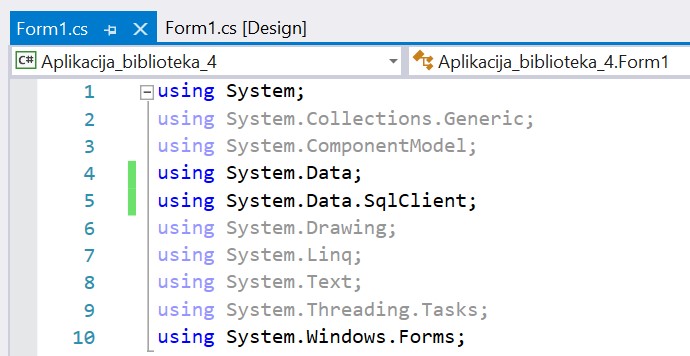 Form1.cs Form1.cs [Design]
C# Aplikacija_biblioteka_4 Aplikacija_biblioteka_4.Form1
1 using System;
2 using System.Collections.Generic;
3 using System.ComponentModel;
4 using System.Data;
5 using System.Data.SqlClient;
6 using System.Drawing;
7 using System.Linq;
8 using System.Text;
9 using System.Threading.Tasks;
10 using System.Windows.Forms;